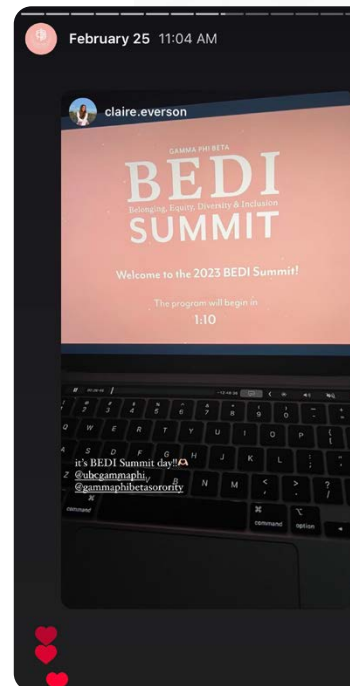 February 25 11:04 AM
claire.everson
GAMMA PHI BETA
BEDI
Belonging, Equity, Diversity & Inclusion
SUMMIT
Welcome to the 2023 BEDI Summit!
The program will begin in
1:10
Q W E R T Y U I O P
A S D F G H J K L
it's BEDI Summit day!!
Z V B N M
@ubcgammaphi
@gammaphibetasorority
command command option